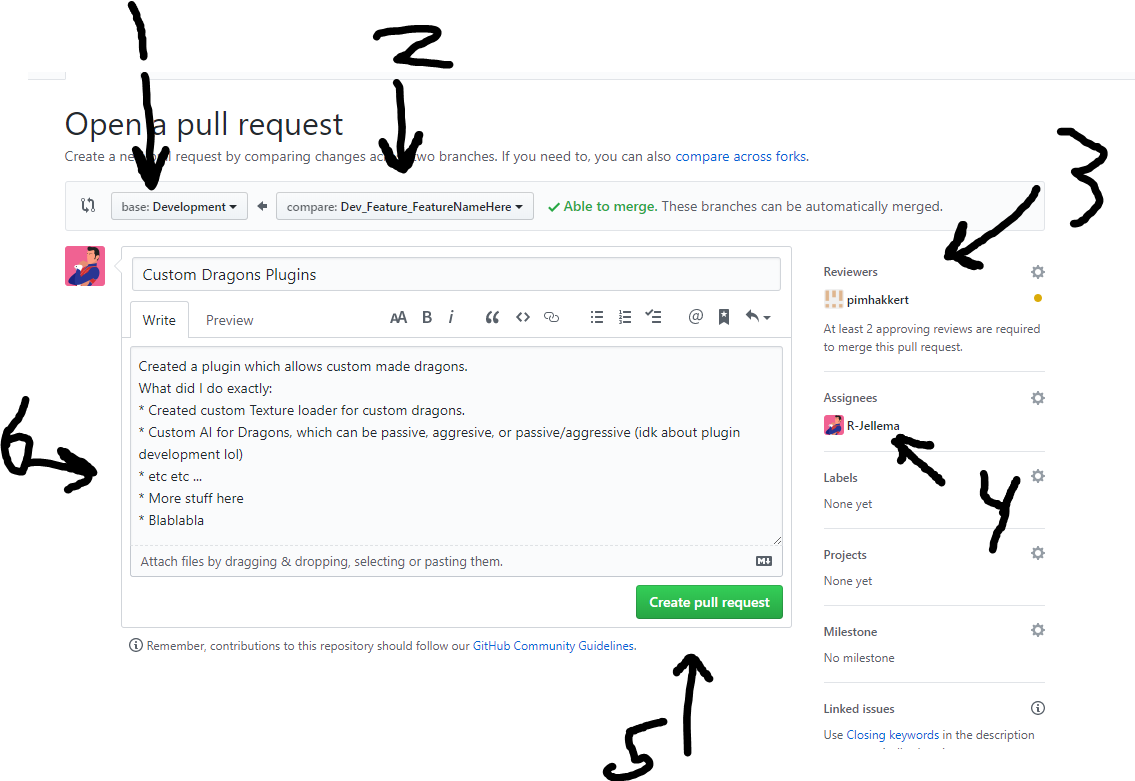 1
2
Open a pull request
Create a new pull request by comparing changes across two branches. If you need to, you can also compare across forks.
3
base: Development
compare: Dev_Feature_FeatureNameHere
Able to merge. These branches can be automatically merged.
Custom Dragons Plugins
Write
Preview
AA B i
Created a plugin which allows custom made dragons.
What did I do exactly:
* Created custom Texture loader for custom dragons.
* Custom AI for Dragons, which can be passive, aggresive, or passive/aggressive (idk about plugin
development lol)
* etc etc ...
* More stuff here
* Blablabla
6
Attach files by dragging & dropping, selecting or pasting them.
Create pull request
Remember, contributions to this repository should follow our GitHub Community Guidelines.
5
Reviewers
pimhakkert
At least 2 approving reviews are required
to merge this pull request.
Assignees
R-Jellema
4
Labels
None yet
Projects
None yet
Milestone
No milestone
Linked issues
Use Closing keywords in the description